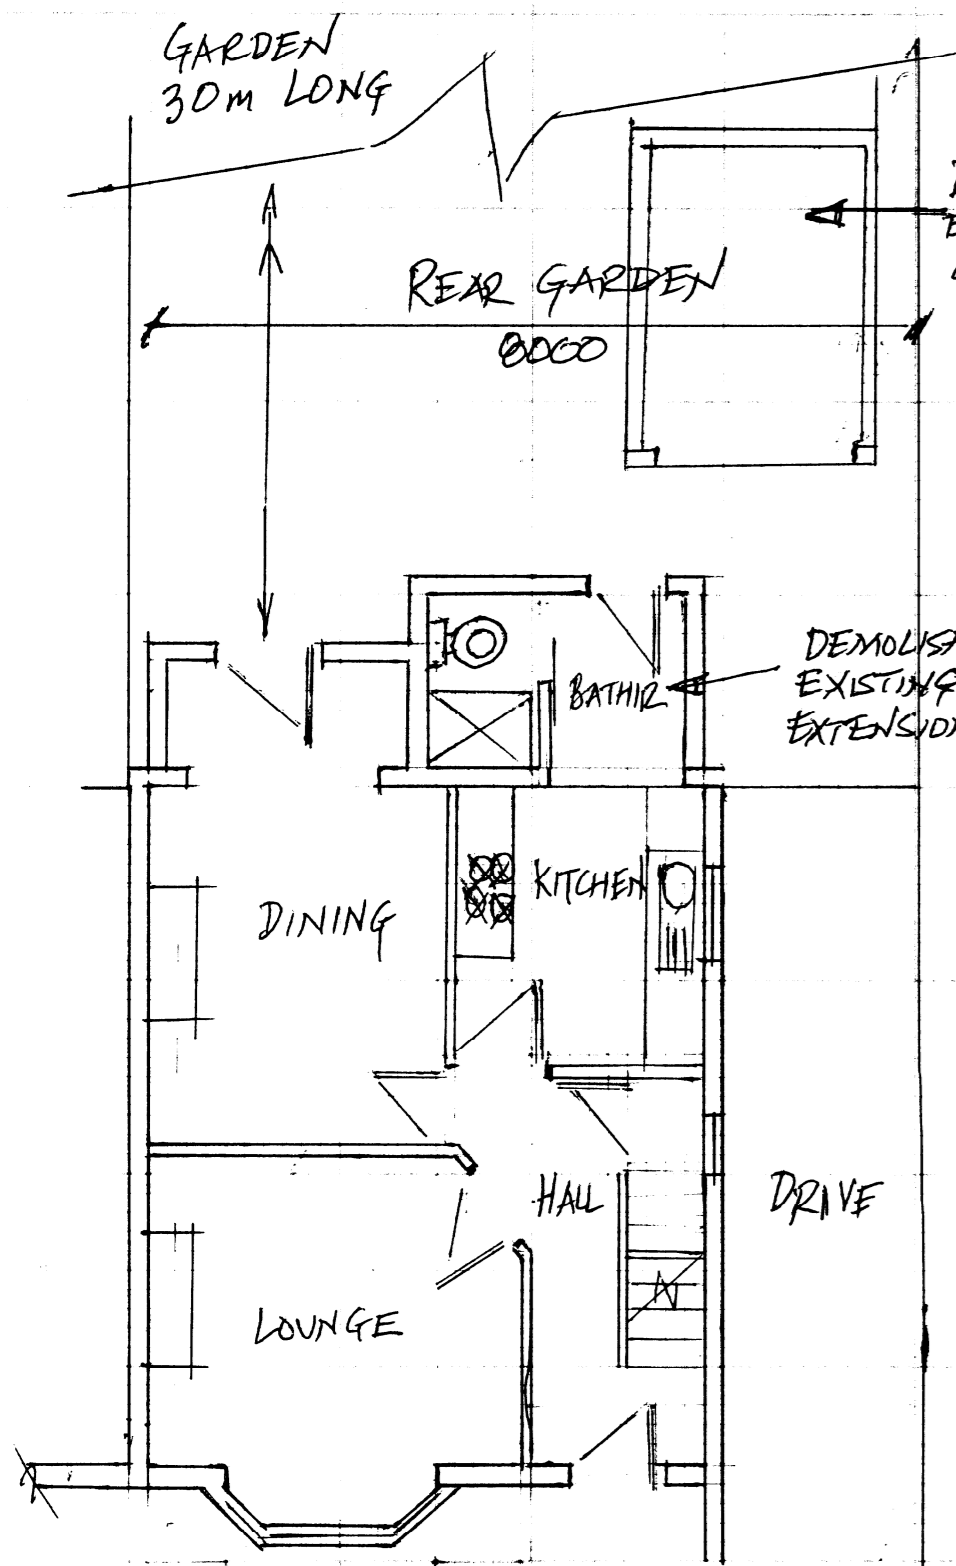 GARDEN
30m LONG
REAR GARDEN
8000
BATHR
DEMOLISH
EXISTING
EXTENSION
KITCHEN
DINING
HALL
DRIVE
LOUNGE